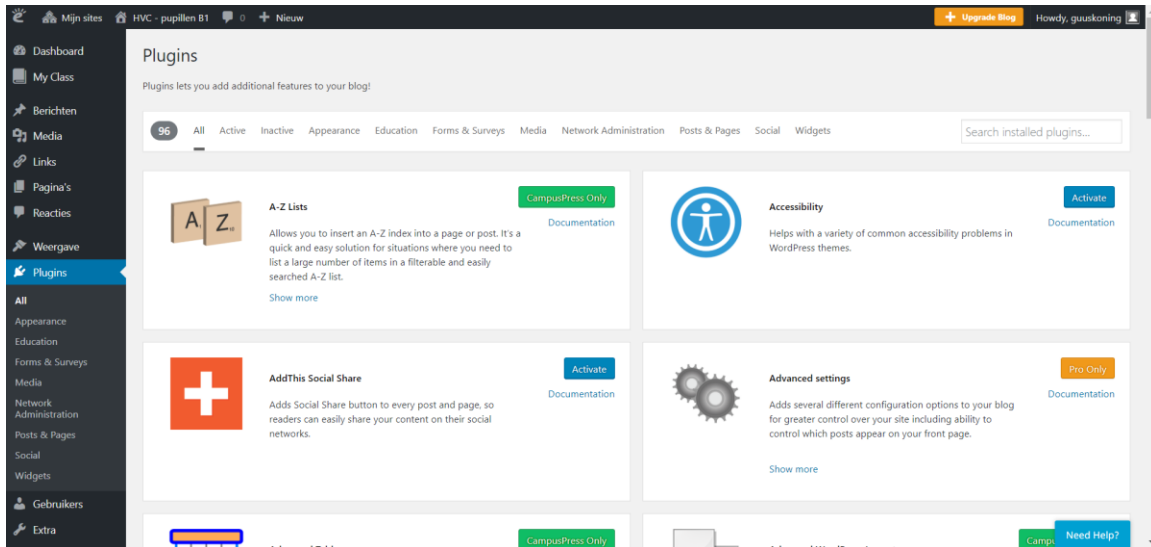 Mijn sites HVC - pupillen B1 0 + Nieuw Upgrade Blog Howdy, guuskoning
Dashboard
My Class
Berichten
Media
Links
Pagina's
Reacties
Weergave
Plugins
All
Appearance
Education
Forms & Surveys
Media
Network
Administration
Posts & Pages
Social
Widgets
Gebruikers
Extra
Plugins
Plugins lets you add additional features to your blog!
96 All Active Inactive Appearance Education Forms & Surveys Media Network Administration Posts & Pages Social Widgets Search installed plugins...
A Z
A-Z Lists
CampusPress Only
Documentation
Allows you to insert an A-Z index into a page or post. It's a
quick and easy solution for situations where you need to
list a large number of items in a filterable and easily
searched A-Z list.
Show more
Accessibility
Activate
Documentation
Helps with a variety of common accessibility problems in
WordPress themes.
AddThis Social Share
Activate
Documentation
Adds Social Share button to every post and page, so
readers can easily share your content on their social
networks.
Advanced settings
Pro Only
Documentation
Adds several different configuration options to your blog
for greater control over your site including ability to
control which posts appear on your front page.
Show more
CampusPress Only
Need Help?